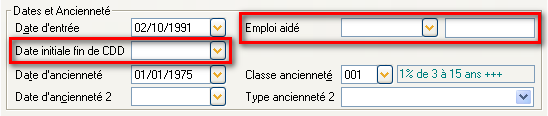 Dates et Ancienneté
Date d'entrée 02/10/1991 Emploi aidé
Date initiale fin de CDD
Date d'ancienneté 01/01/1975 Classe ancienneté 001 1% de 3 à 15 ans +++
Date d'ancienneté 2 Type ancienneté 2